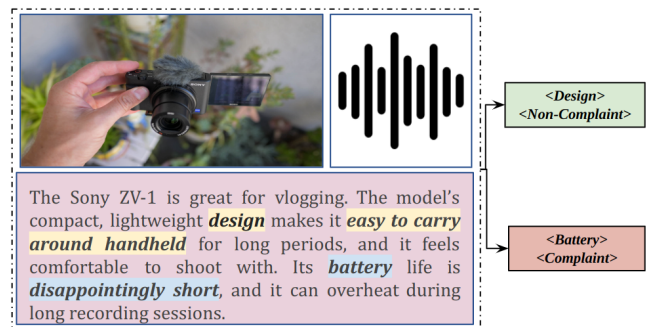 The Sony ZV-1 is great for vlogging. The model's
compact, lightweight design makes it easy to carry
around handheld for long periods, and it feels
comfortable to shoot with. Its battery life is
disappointingly short, and it can overheat during
long recording sessions.
<Design>
<Non-Complaint>
<Battery>
<Complaint>